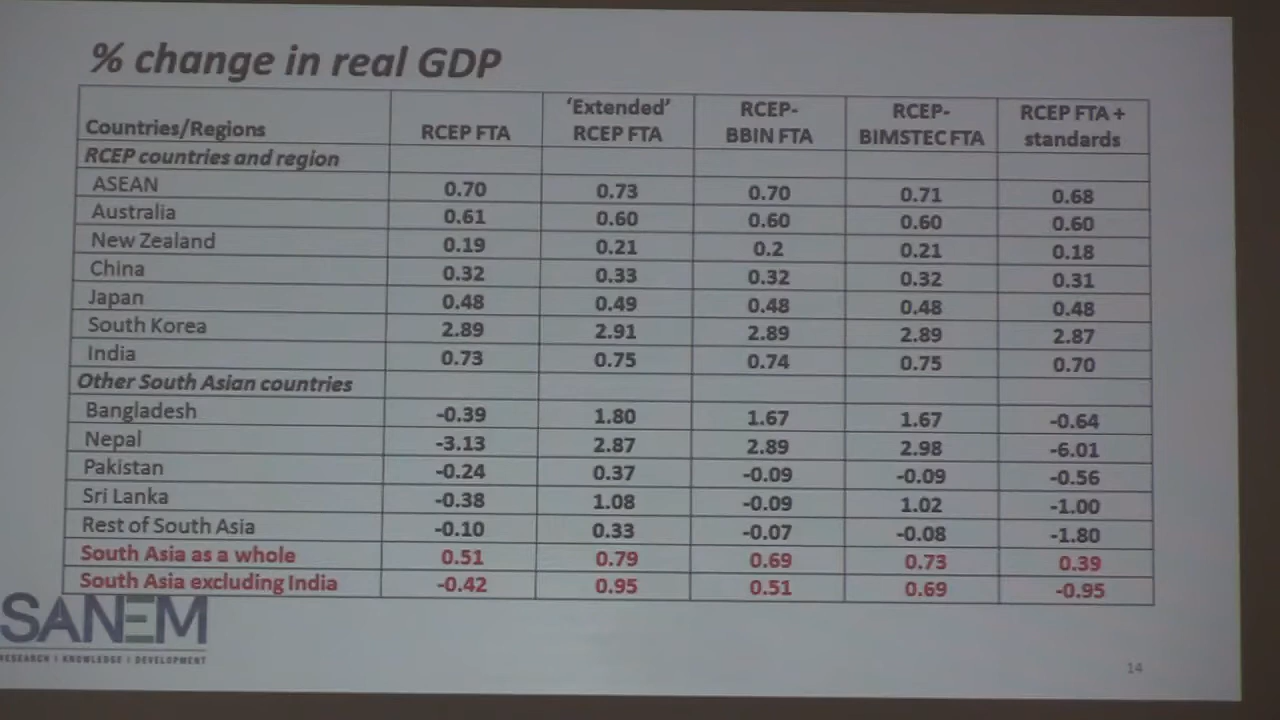 % change in real GDP
Countries/Regions RCEP FTA 'Extended' RCEP FTA RCEP-BBIN FTA RCEP-BIMSTEC FTA RCEP FTA + standards
RCEP countries and region
ASEAN 0.70 0.73 0.70 0.71 0.68
Australia 0.61 0.60 0.60 0.60 0.60
New Zealand 0.19 0.21 0.2 0.21 0.18
China 0.32 0.33 0.32 0.32 0.31
Japan 0.48 0.49 0.48 0.48 0.48
South Korea 2.89 2.91 2.89 2.89 2.87
India 0.73 0.75 0.74 0.75 0.70
Other South Asian countries
Bangladesh -0.39 1.80 1.67 1.67 -0.64
Nepal -3.13 2.87 2.89 2.98 -6.01
Pakistan -0.24 0.37 -0.09 -0.09 -0.56
Sri Lanka -0.38 1.08 -0.09 1.02 -1.00
Rest of South Asia -0.10 0.33 -0.07 -0.08 -1.80
South Asia as a whole 0.51 0.79 0.69 0.73 0.39
South Asia excluding India -0.42 0.95 0.51 0.69 -0.95
SANEM
RESEARCH I KNOWLEDGE I DEVELOPMENT
14